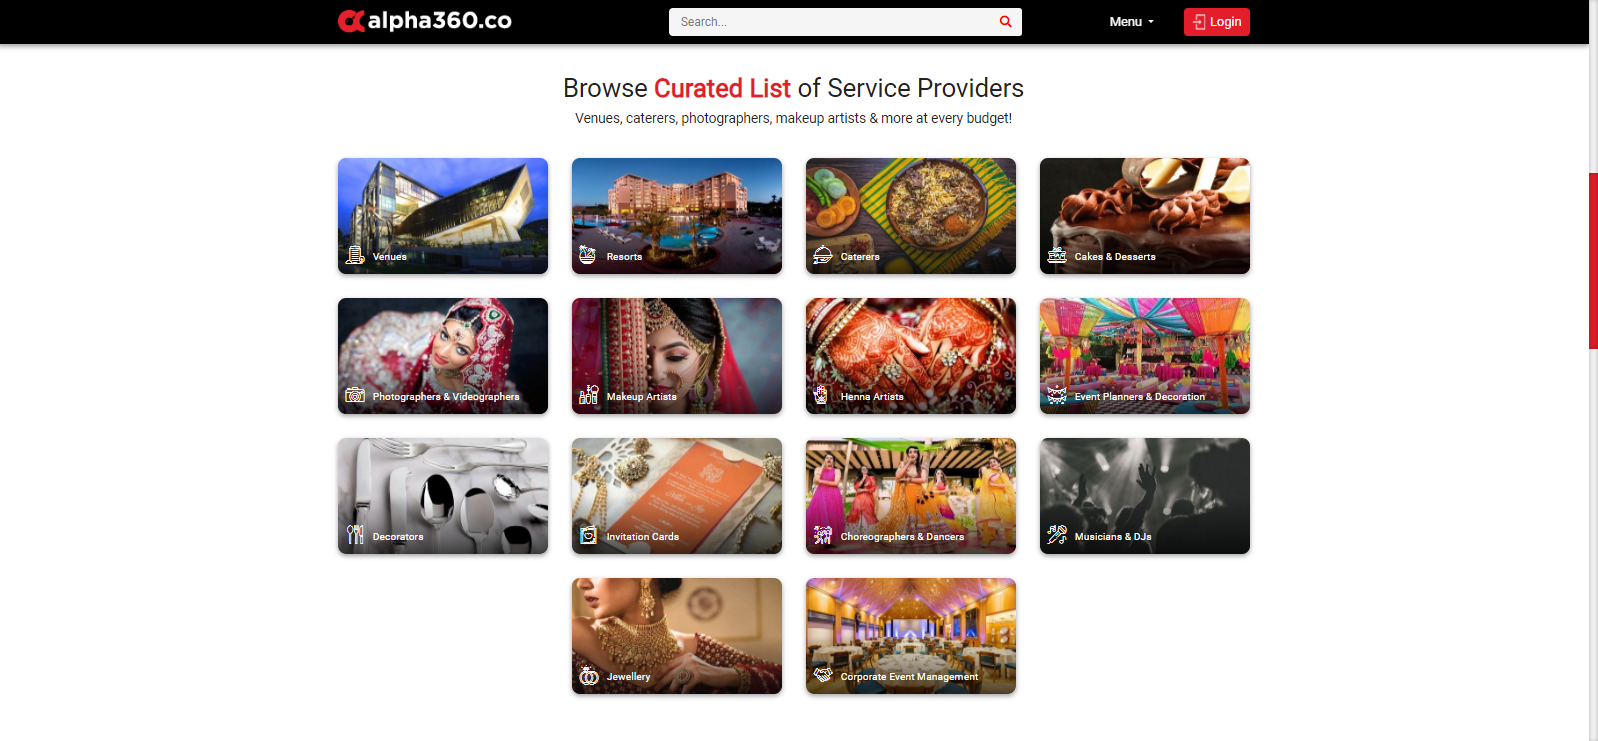 alpha360.co
Search...
Menu
Login
Browse Curated List of Service Providers
Venues, caterers, photographers, makeup artists & more at every budget!
Venues
Resorts
Caterers
Cakes & Desserts
Photographers & Videographers
Makeup Artists
Henna Artists
Event Planners & Decoration
Decorators
Invitation Cards
Choreographers & Dancers
Musicians & DJs
Jewellery
Corporate Event Management